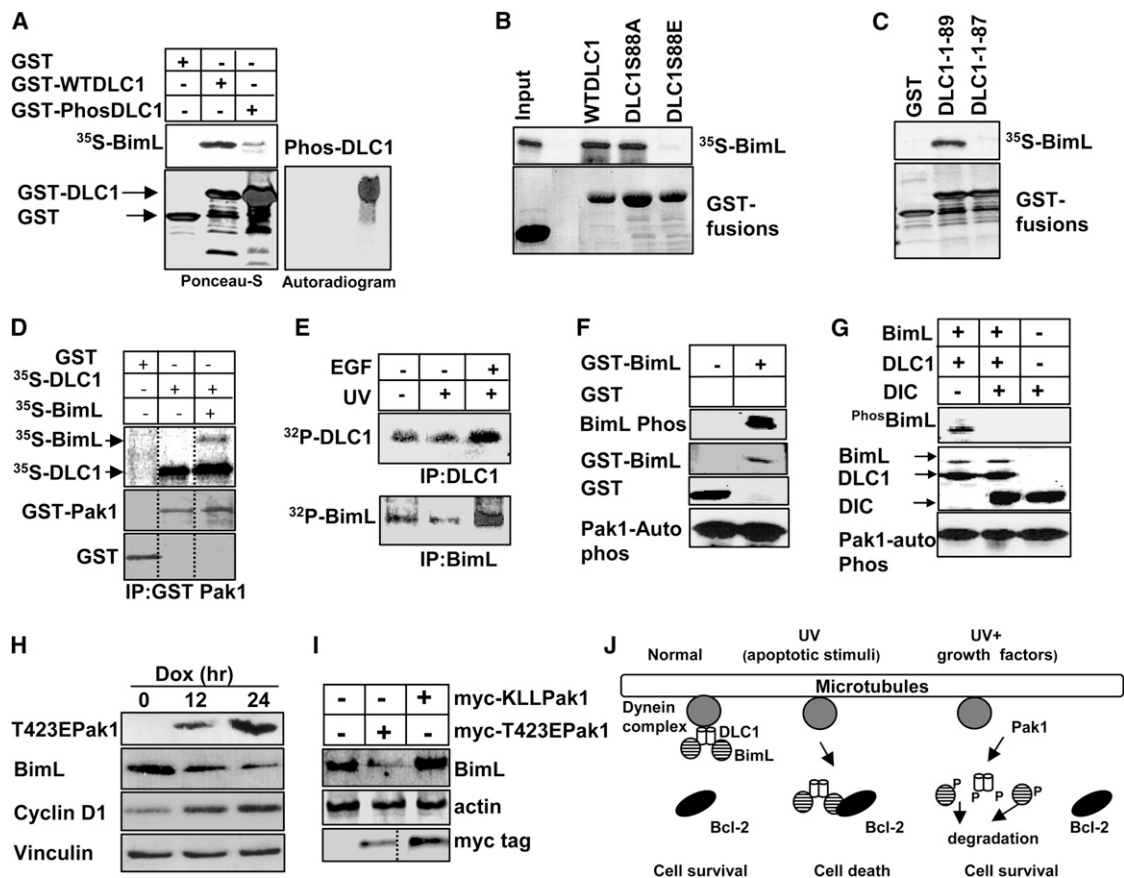 A
GST + - -
GST-WTDLC1 - + -
GST-PhosDLC1 - - +
35S-BimL
Phos-DLC1
GST-DLC1
GST
Ponceau-S
Autoradiogram
B
Input
WTDLC1
DLC1S88A
DLC1S88E
35S-BimL
GST-
fusions
C
GST
DLC1-1-89
DLC1-1-87
35S-BimL
GST-
fusions
D
GST + - -
35S-DLC1 - + +
35S-BimL - - +
35S-BimL
35S-DLC1
GST-Pak1
GST
IP:GST Pak1
E
EGF - - +
UV - + +
32P-DLC1
IP:DLC1
32P-BimL
IP:BimL
F
GST-BimL - +
GST
BimL Phos
GST-BimL
GST
Pak1-Auto
phos
G
BimL + + -
DLC1 + + -
DIC - + +
PhosBimL
BimL
DLC1
DIC
Pak1-auto
Phos
H
Dox (hr)
0 12 24
T423EPak1
BimL
Cyclin D1
Vinculin
I
- - + myc-KLLPak1
- + - myc-T423EPak1
BimL
actin
myc tag
J
Normal
UV
(apoptotic stimuli)
UV+
growth factors)
Microtubules
Dynein
complex
DLC1
BimL
Pak1
P
P
P
P
degradation
Bcl-2
Bcl-2
Bcl-2
Cell survival
Cell death
Cell survival